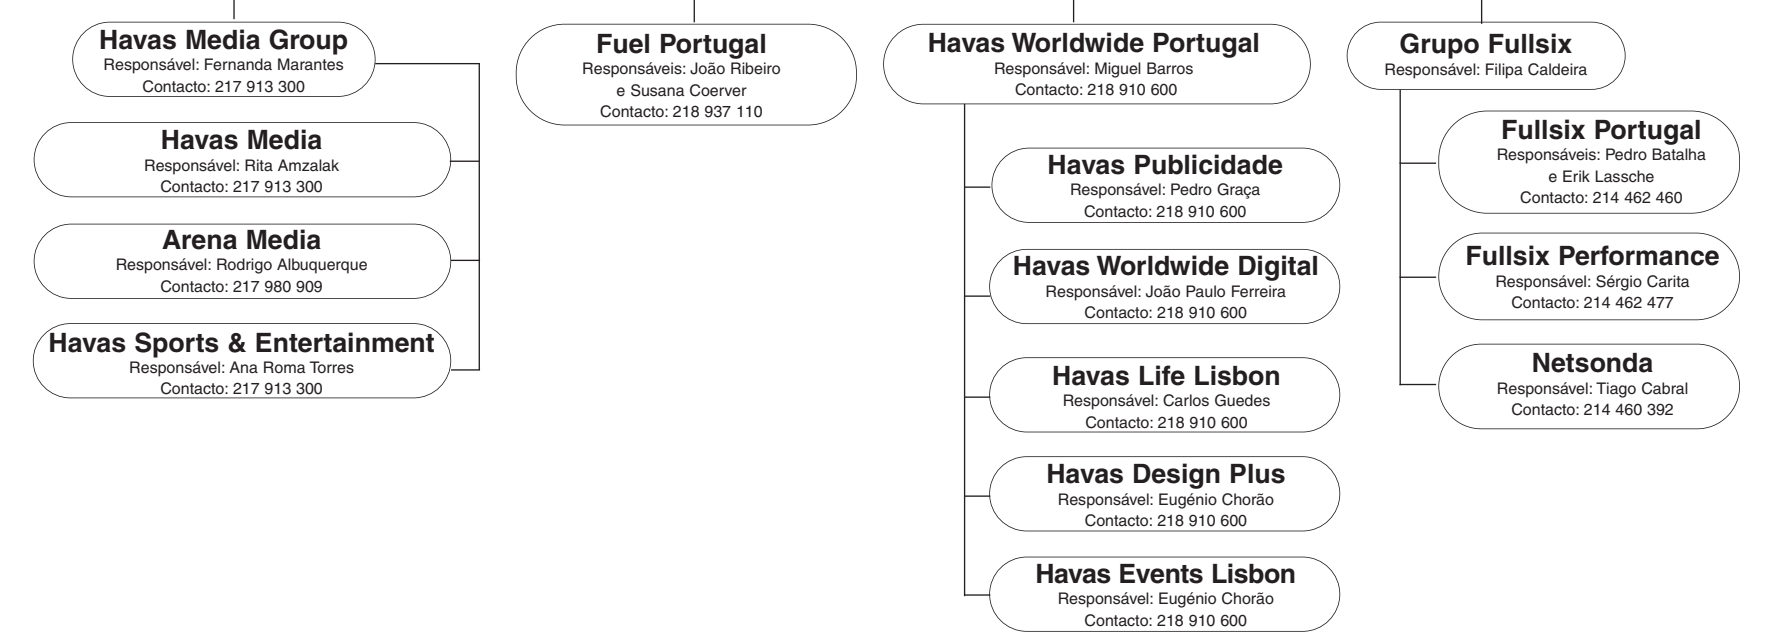 Havas Media Group
Responsável: Fernanda Marantes
Contacto: 217 913 300
Havas Media
Responsável: Rita Amzalak
Contacto: 217 913 300
Arena Media
Responsável: Rodrigo Albuquerque
Contacto: 217 980 909
Havas Sports & Entertainment
Responsável: Ana Roma Torres
Contacto: 217 913 300
Fuel Portugal
Responsáveis: João Ribeiro
e Susana Coerver
Contacto: 218 937 110
Havas Worldwide Portugal
Responsável: Miguel Barros
Contacto: 218 910 600
Havas Publicidade
Responsável: Pedro Graça
Contacto: 218 910 600
Havas Worldwide Digital
Responsável: João Paulo Ferreira
Contacto: 218 910 600
Havas Life Lisbon
Responsável: Carlos Guedes
Contacto: 218 910 600
Havas Design Plus
Responsável: Eugénio Chorão
Contacto: 218 910 600
Havas Events Lisbon
Responsável: Eugénio Chorão
Contacto: 218 910 600
Grupo Fullsix
Responsável: Filipa Caldeira
Fullsix Portugal
Responsáveis: Pedro Batalha
e Erik Lassche
Contacto: 214 462 460
Fullsix Performance
Responsável: Sérgio Carita
Contacto: 214 462 477
Netsonda
Responsável: Tiago Cabral
Contacto: 214 460 392